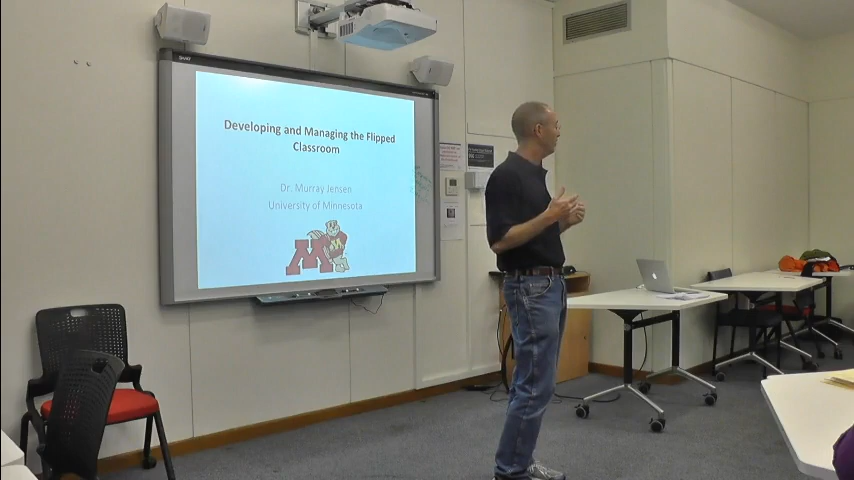 Developing and Managing the Flipped
Classroom
Dr. Murray Jensen
University of Minnesota
M